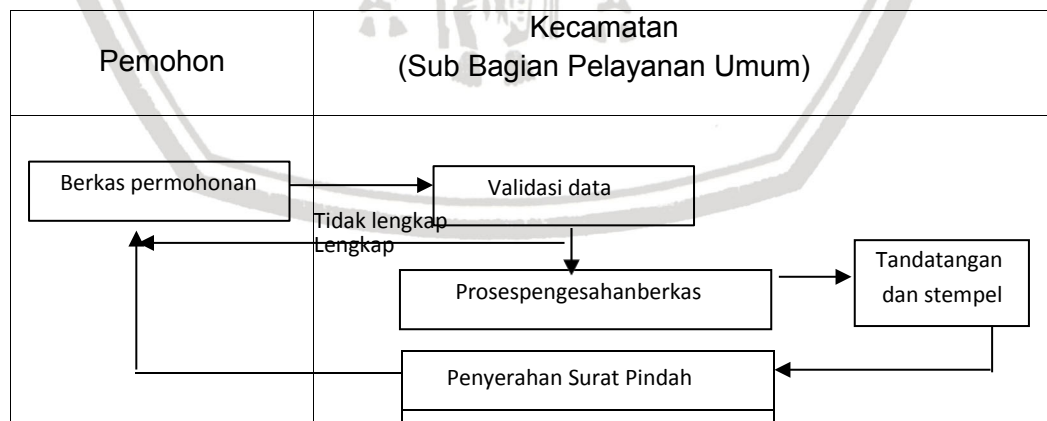 Pemohon
Kecamatan
(Sub Bagian Pelayanan Umum)
Berkas permohonan
Validasi data
Tidak lengkap
Lengkap
Prosespengesahanberkas
Tandatangan
dan stempel
Penyerahan Surat Pindah